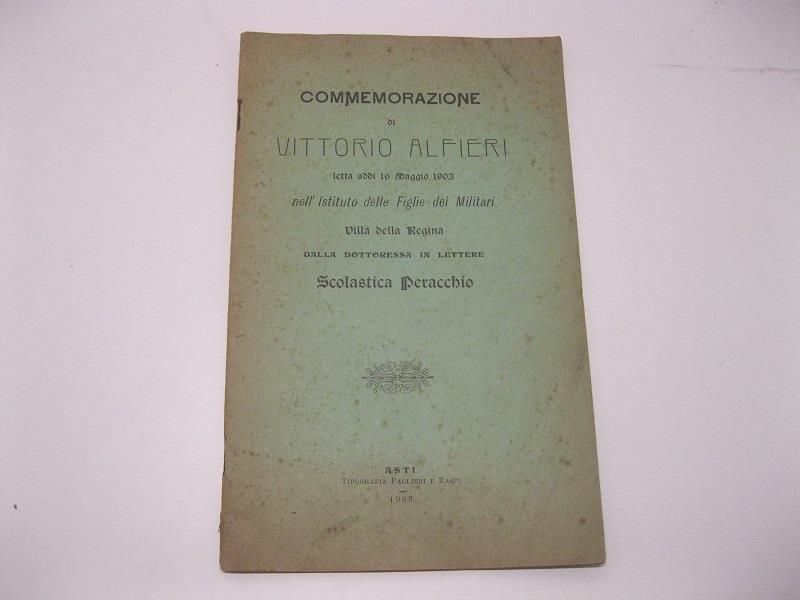 COMMEMORAZIONE
di
VITTORIO ALFIERI
letta addì 16 Maggio 1903
nell' Istituto delle Figlie dei Militari
Villa della Regina
DALLA DOTTORESSA IN LETTERE
Scolastica Peracchio
ASTI
TIPOGRAFIA PAGLIERI E RASPI
1903.